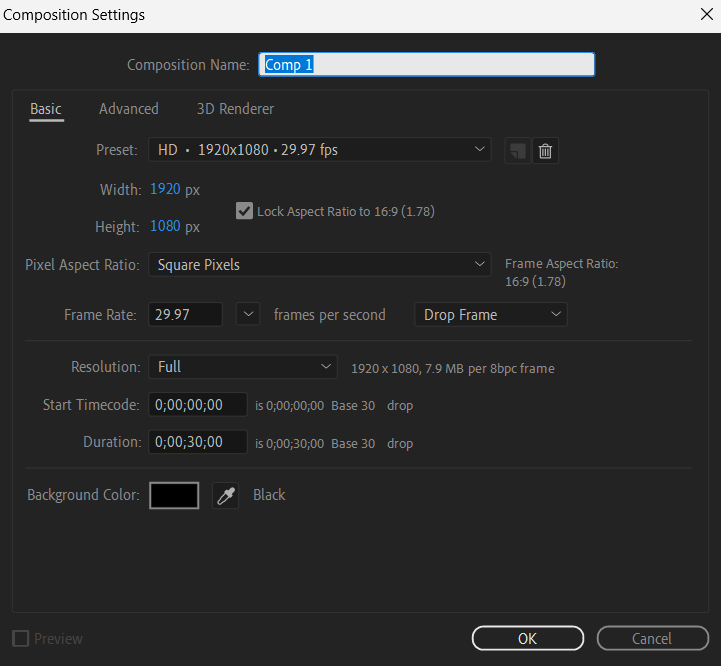 Composition Settings
Composition Name: Comp 1
Basic Advanced 3D Renderer
Preset: HD • 1920x1080 • 29.97 fps
Width: 1920 px
Lock Aspect Ratio to 16:9 (1.78)
Height: 1080 px
Pixel Aspect Ratio: Square Pixels
Frame Aspect Ratio:
16:9 (1.78)
Frame Rate: 29.97 frames per second Drop Frame
Resolution: Full 1920 x 1080, 7.9 MB per 8bpc frame
Start Timecode: 0;00;00;00 is 0;00;00;00 Base 30 drop
Duration: 0;00;30;00 is 0;00;30;00 Base 30 drop
Background Color: Black
Preview OK Cancel